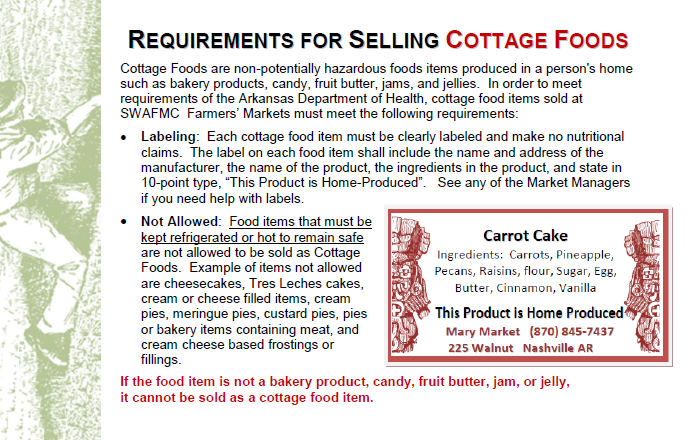 REQUIREMENTS FOR SELLING COTTAGE FOODS
Cottage Foods are non-potentially hazardous foods items produced in a person's home
such as bakery products, candy, fruit butter, jams, and jellies.  In order to meet
requirements of the Arkansas Department of Health, cottage food items sold at
SWAFMC  Farmers' Markets must meet the following requirements:
• Labeling:  Each cottage food item must be clearly labeled and make no nutritional
claims.  The label on each food item shall include the name and address of the
manufacturer, the name of the product, the ingredients in the product, and state in
10-point type, “This Product is Home-Produced”.   See any of the Market Managers
if you need help with labels.
• Not Allowed:  Food items that must be
kept refrigerated or hot to remain safe
are not allowed to be sold as Cottage
Foods.  Example of items not allowed
are cheesecakes, Tres Leches cakes,
cream or cheese filled items, cream
pies, meringue pies, custard pies, pies
or bakery items containing meat, and
cream cheese based frostings or
fillings.
Carrot Cake
Ingredients:  Carrots, Pineapple,
Pecans, Raisins, flour, Sugar, Egg,
Butter, Cinnamon, Vanilla
This Product is Home Produced
Mary Market   (870) 845-7437
225 Walnut   Nashville AR
If the food item is not a bakery product, candy, fruit butter, jam, or jelly,
it cannot be sold as a cottage food item.